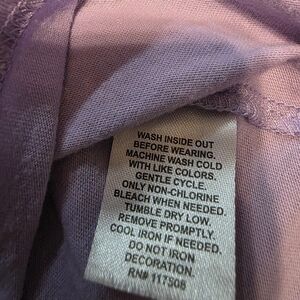 WASH INSIDE OUT
BEFORE WEARING.
MACHINE WASH COLD
WITH LIKE COLORS.
GENTLE CYCLE.
ONLY NON-CHLORINE
BLEACH WHEN NEEDED.
TUMBLE DRY LOW.
REMOVE PROMPTLY.
COOL IRON IF NEEDED.
DO NOT IRON
DECORATION.
RN# 117508